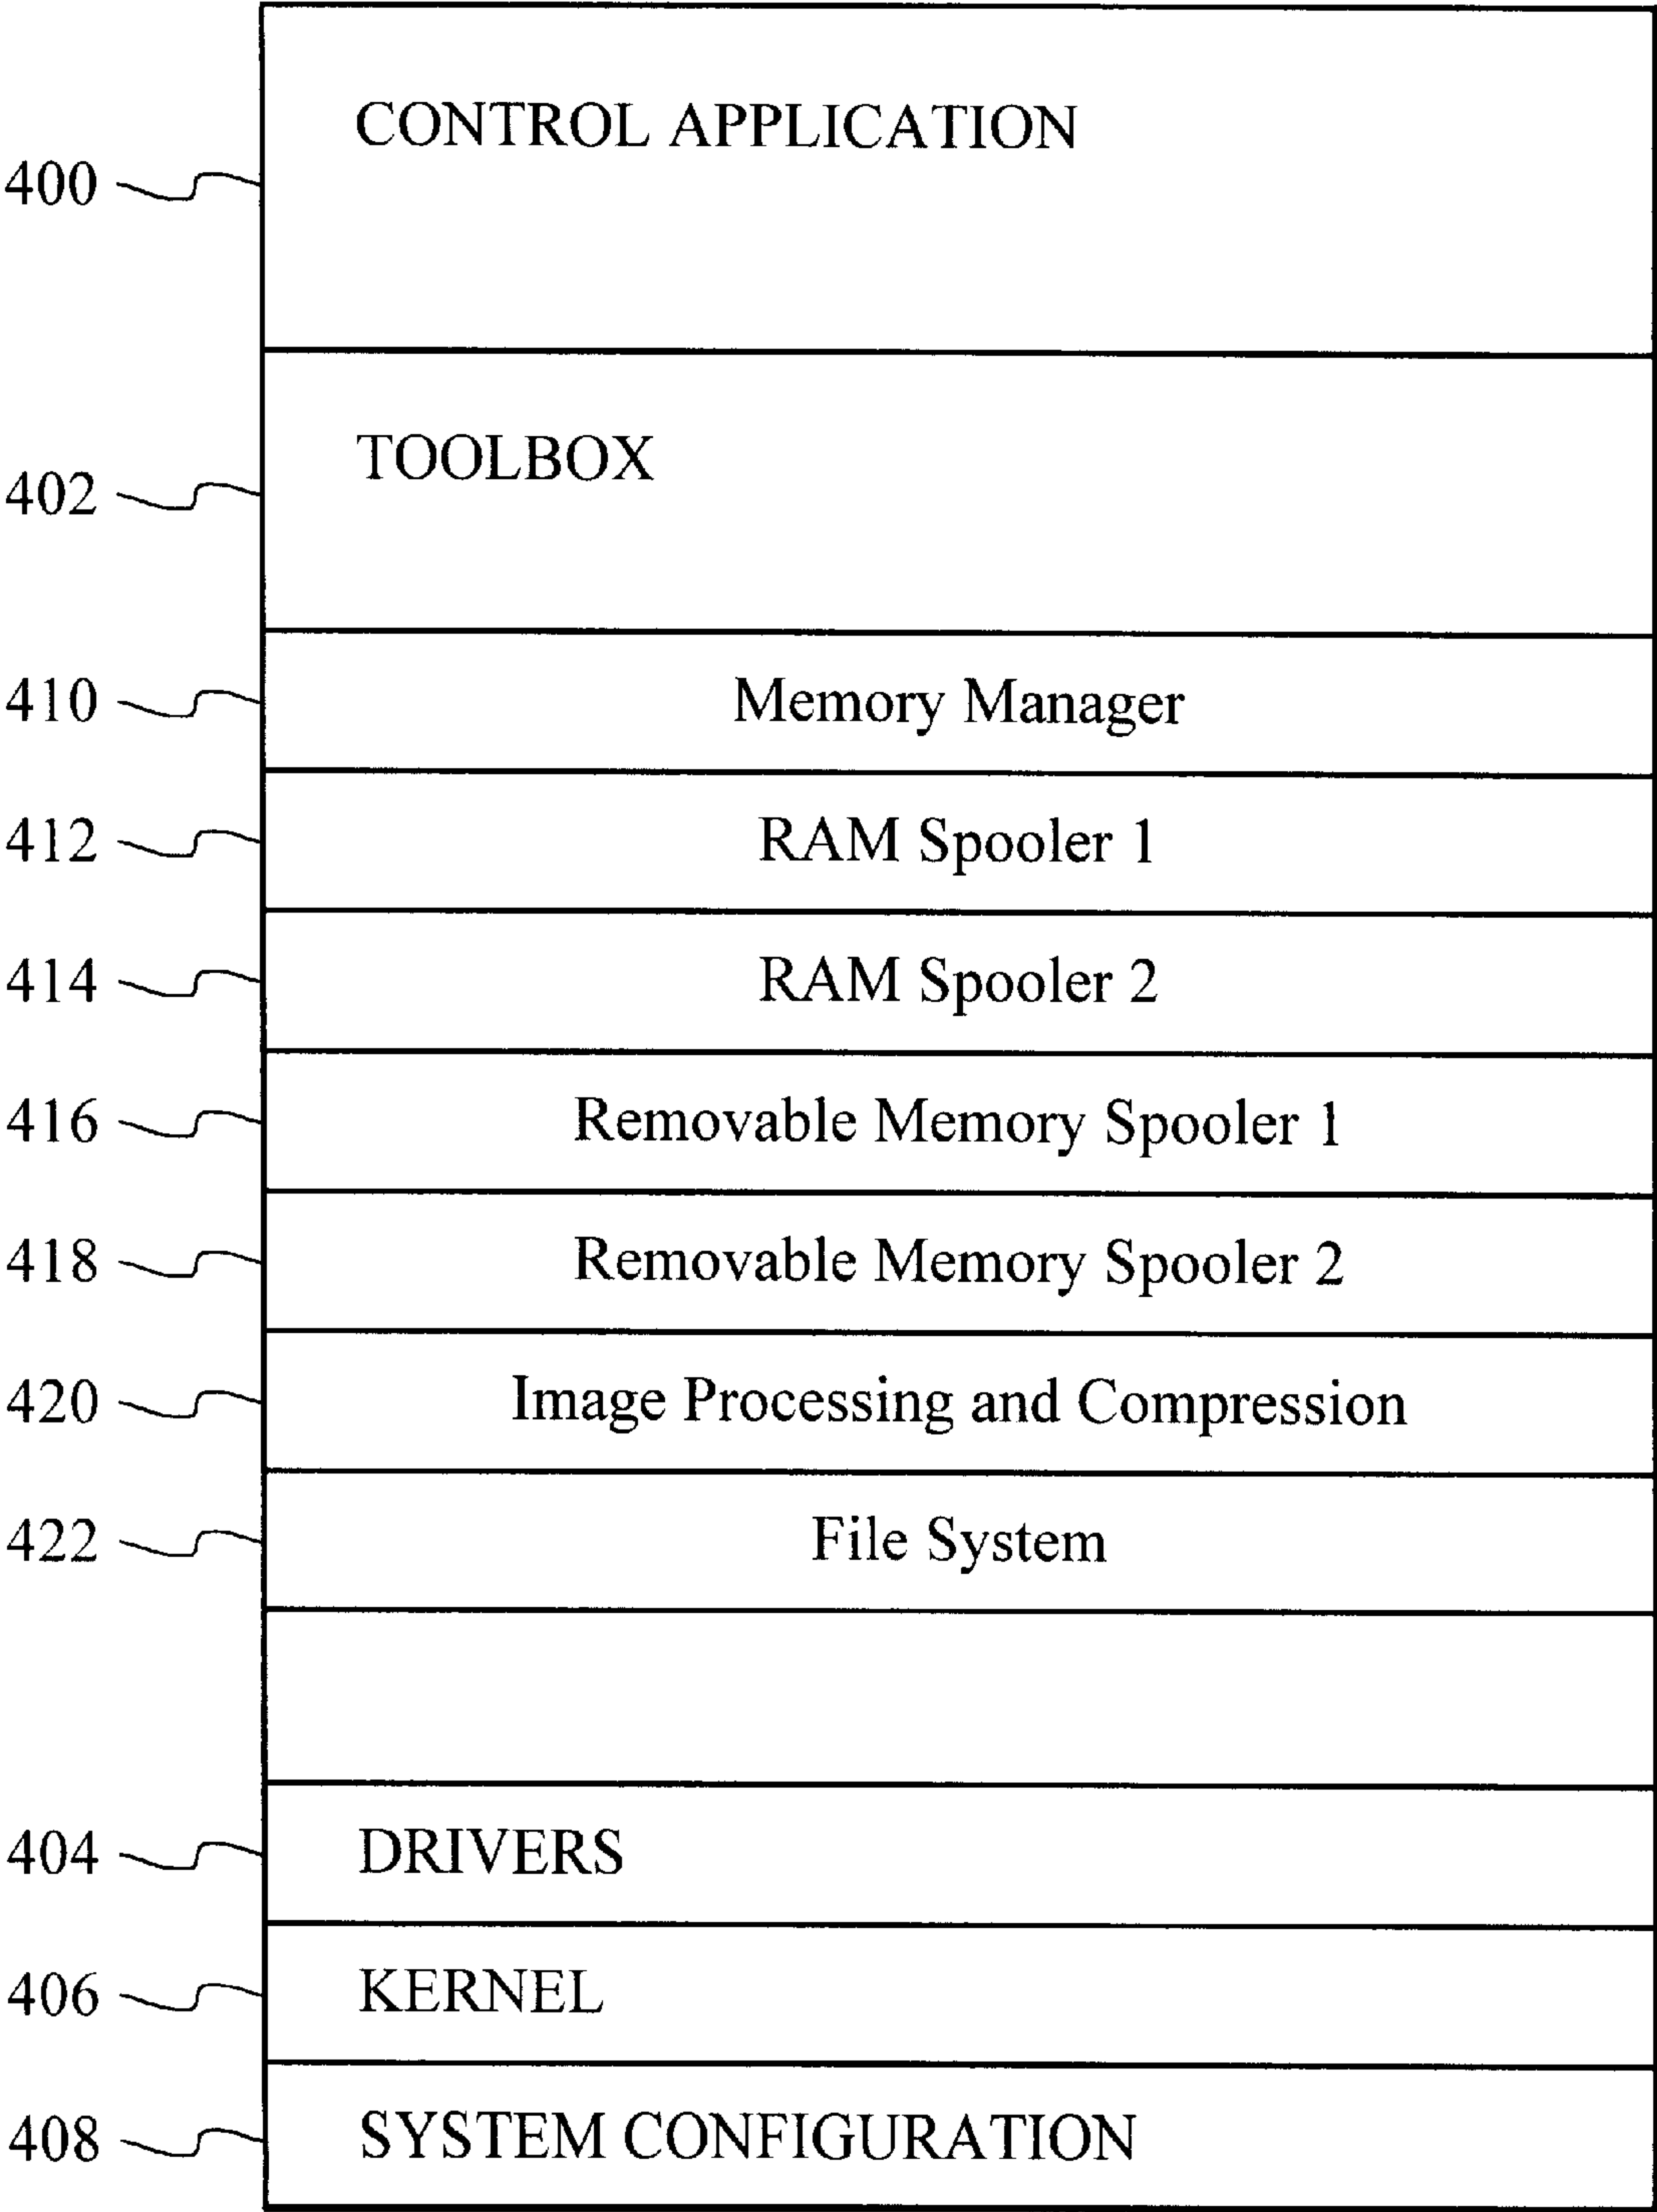 CONTROL APPLICATION
400
TOOLBOX
402
410 Memory Manager
412 RAM Spooler 1
414 RAM Spooler 2
416 Removable Memory Spooler 1
418 Removable Memory Spooler 2
420 Image Processing and Compression
422 File System
404 DRIVERS
406 KERNEL
408 SYSTEM CONFIGURATION